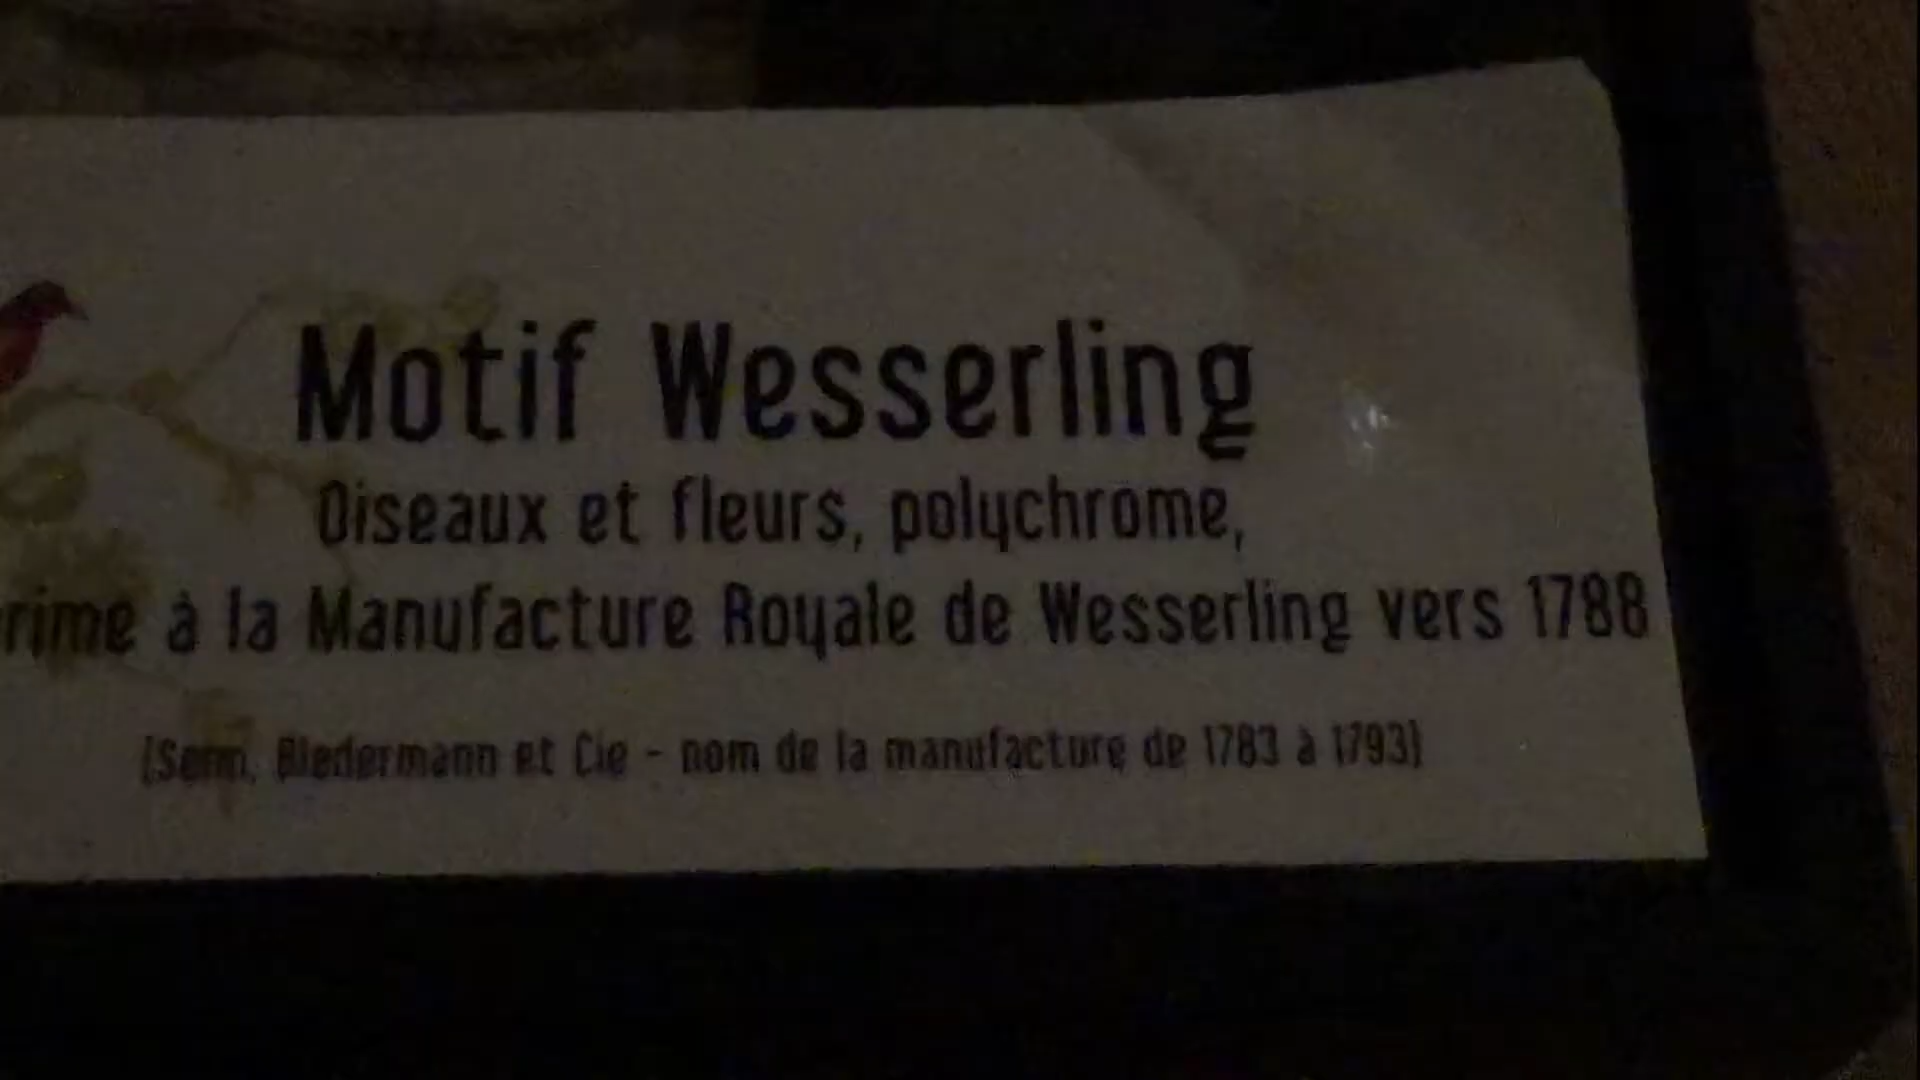 Motif Wesserling
Oiseaux et fleurs, polychrome,
rime à la Manufacture Royale de Wesserling vers 1788
(Senn, Biedermann et Cie - nom de la manufacture de 1783 à 1793)